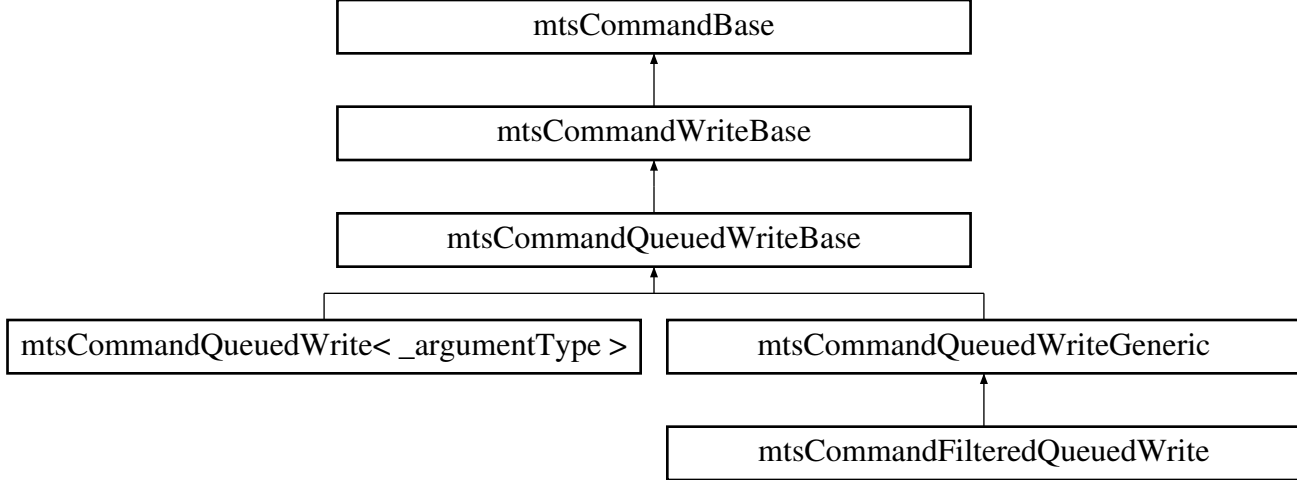 mtsCommandBase
mtsCommandWriteBase
mtsCommandQueuedWriteBase
mtsCommandQueuedWrite< _argumentType >
mtsCommandQueuedWriteGeneric
mtsCommandFilteredQueuedWrite